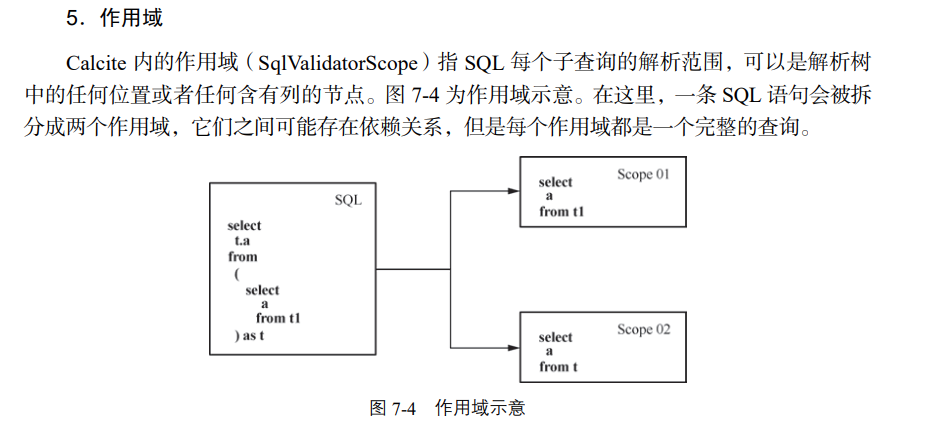 5．作用域
Calcite 内的作用域（SqlValidatorScope）指 SQL 每个子查询的解析范围，可以是解析树
中的任何位置或者任何含有列的节点。图 7-4 为作用域示意。在这里，一条 SQL 语句会被拆
分成两个作用域，它们之间可能存在依赖关系，但是每个作用域都是一个完整的查询。
SQL
select
t.a
from
(
select
a
from t1
) as t
Scope 01
select
a
from t1
Scope 02
select
a
from t
图 7-4　作用域示意